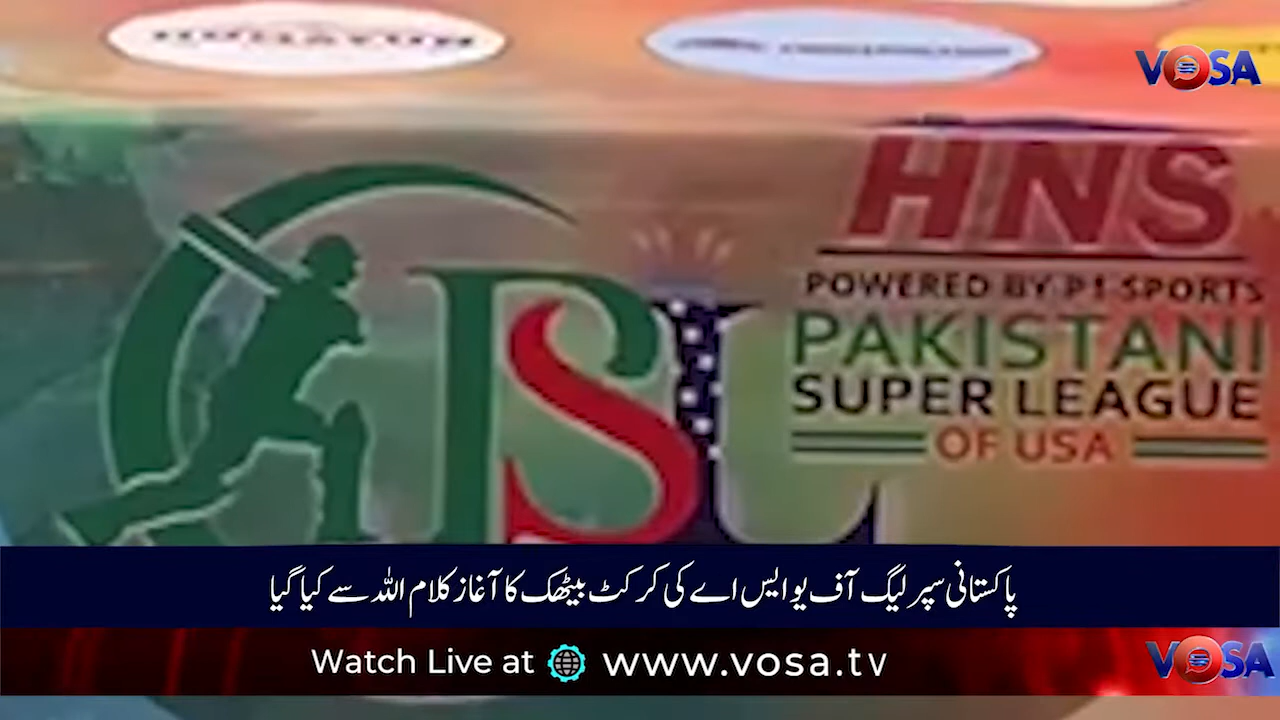 VOSA
HNS
POWERED BY P1 SPORTS
PAKISTANI
SUPER LEAGUE
OF USA
PSL
پاکستانی سپر لیگ آف یو ایس اے کی کرکٹ بیٹھک کا آغاز کلام اللہ سے کیا گیا
Watch Live at www.vosa.tv
VOSA